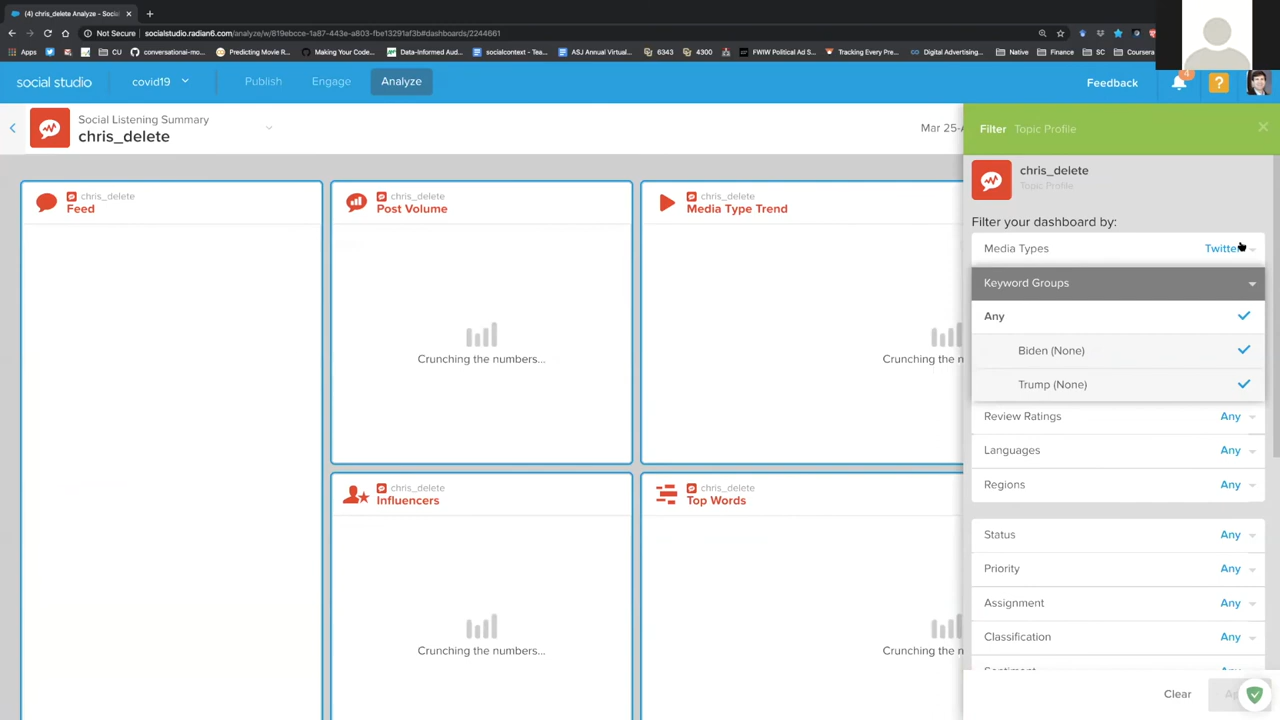 (4) chris_delete Analyze - Soci
Not Secure
socialstudio.radian6.com/analyze/w/819ebcce-1a87-443e-a803-fbe13291af3b#dashboards/2244661
Apps
CU
conversational-mo...
Predicting Movie R...
Making Your Code...
Data-Informed Aud...
socialcontext - Tea...
ASJ Annual Virtual...
6343
4300
FWIW Political Ad S...
Tracking Every Pre...
Digital Advertising...
Native
Finance
SC
Coursera
social studio
covid19
Publish
Engage
Analyze
Feedback
4
?
Social Listening Summary
chris_delete
Mar 25-
Filter Topic Profile
chris_delete
Topic Profile
Filter your dashboard by:
Media Types
Keyword Groups
Any
Biden (None)
Trump (None)
Review Ratings Any
Languages Any
Regions Any
Status Any
Priority Any
Assignment Any
Classification Any
Clear
chris_delete
Feed
chris_delete
Post Volume
Crunching the numbers...
chris_delete
Media Type Trend
Crunching the
chris_delete
Influencers
Crunching the numbers...
chris_delete
Top Words
Crunching the